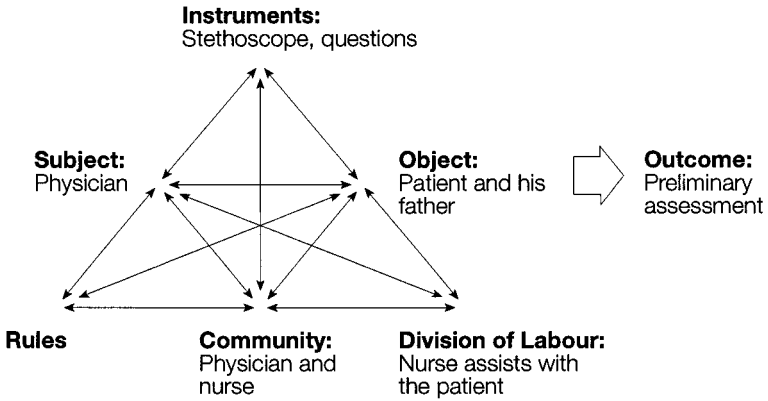 Instruments:
Stethoscope, questions
Subject:
Physician
Object:
Patient and his
father
Outcome:
Preliminary
assessment
Rules
Community:
Physician and
nurse
Division of Labour:
Nurse assists with
the patient